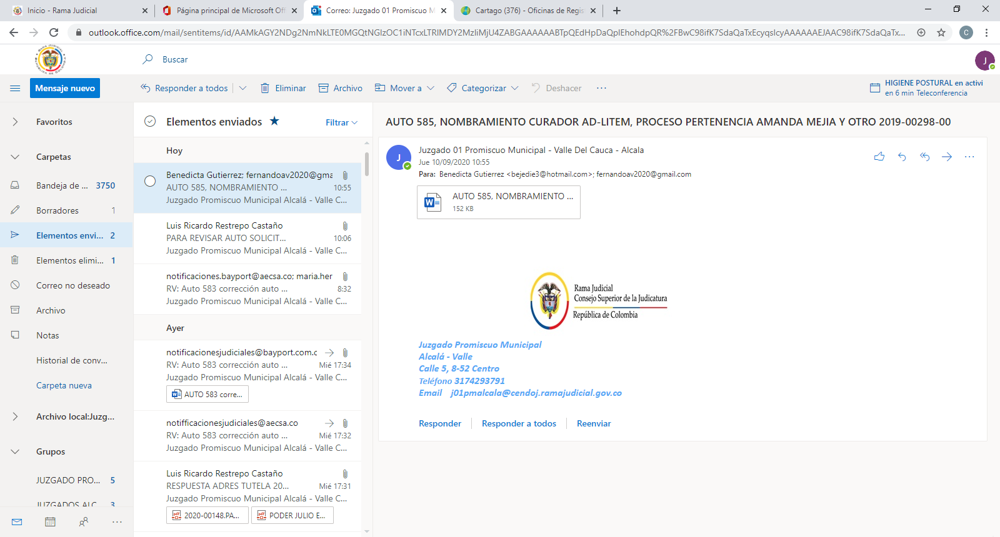 Inicio - Rama Judicial
Página principal de Microsoft Off
Correo: Juzgado 01 Promiscuo M
Cartago (376) - Oficinas de Regis
outlook.office.com/mail/sentitems/id/
C
RAMA JUDICIAL
REPUBLICA DE COLOMBIA
Buscar
J
Mensaje nuevo
Responder a todos
Eliminar
Archivo
Mover a
Categorizar
Deshacer
HIGIENE POSTURAL en activi
en 6 min Teleconferencia
Favoritos
Carpetas
Bandeja de ... 3750
Borradores 1
Elementos envi... 2
Elementos elimi... 1
Correo no deseado
Archivo
Notas
Historial de conv...
Carpeta nueva
Archivo local:Juzg...
Grupos
JUZGADO PRO... 5
JUZGADOS ALC 3
Elementos enviados
Filtrar
Hoy
Benedicta Gutierrez; fernandoav2020@gma
AUTO 585, NOMBRAMIENTO ... 10:55
Juzgado Promiscuo Municipal Alcalá - Valle C...
Luis Ricardo Restrepo Castaño
PARA REVISAR AUTO SOLICIT... 10:06
Juzgado Promiscuo Municipal Alcalá - Valle C...
notificaciones.bayport@aecsa.co; maria.her
RV: Auto 583 corrección auto ... 8:32
Juzgado Promiscuo Municipal Alcalá - Valle C...
Ayer
notificacionesjudiciales@bayport.com.c
RV: Auto 583 corrección auto ... Mié 17:34
Juzgado Promiscuo Municipal Alcalá - Valle C...
AUTO 583 corre...
notifficacionesjudiciales@aecsa.co
RV: Auto 583 corrección auto ... Mié 17:32
Juzgado Promiscuo Municipal Alcalá - Valle C...
Luis Ricardo Restrepo Castaño
RESPUESTA ADRES TUTELA 20... Mié 17:31
Juzgado Promiscuo Municipal Alcalá - Valle C...
2020-00148.PA...
PODER JULIO E...
AUTO 585, NOMBRAMIENTO CURADOR AD-LITEM, PROCESO PERTENENCIA AMANDA MEJIA Y OTRO 2019-00298-00
J
Juzgado 01 Promiscuo Municipal - Valle Del Cauca - Alcala
Jue 10/09/2020 10:55
Para: Benedicta Gutierrez <bejedie3@hotmail.com>; fernandoav2020@gmail.com
AUTO 585, NOMBRAMIENTO ...
152 KB
Rama Judicial
Consejo Superior de la Judicatura
República de Colombia
Juzgado Promiscuo Municipal
Alcalá - Valle
Calle 5, 8-52 Centro
Teléfono 3174293791
Email j01pmalcala@cendoj.ramajudicial.gov.co
Responder
Responder a todos
Reenviar